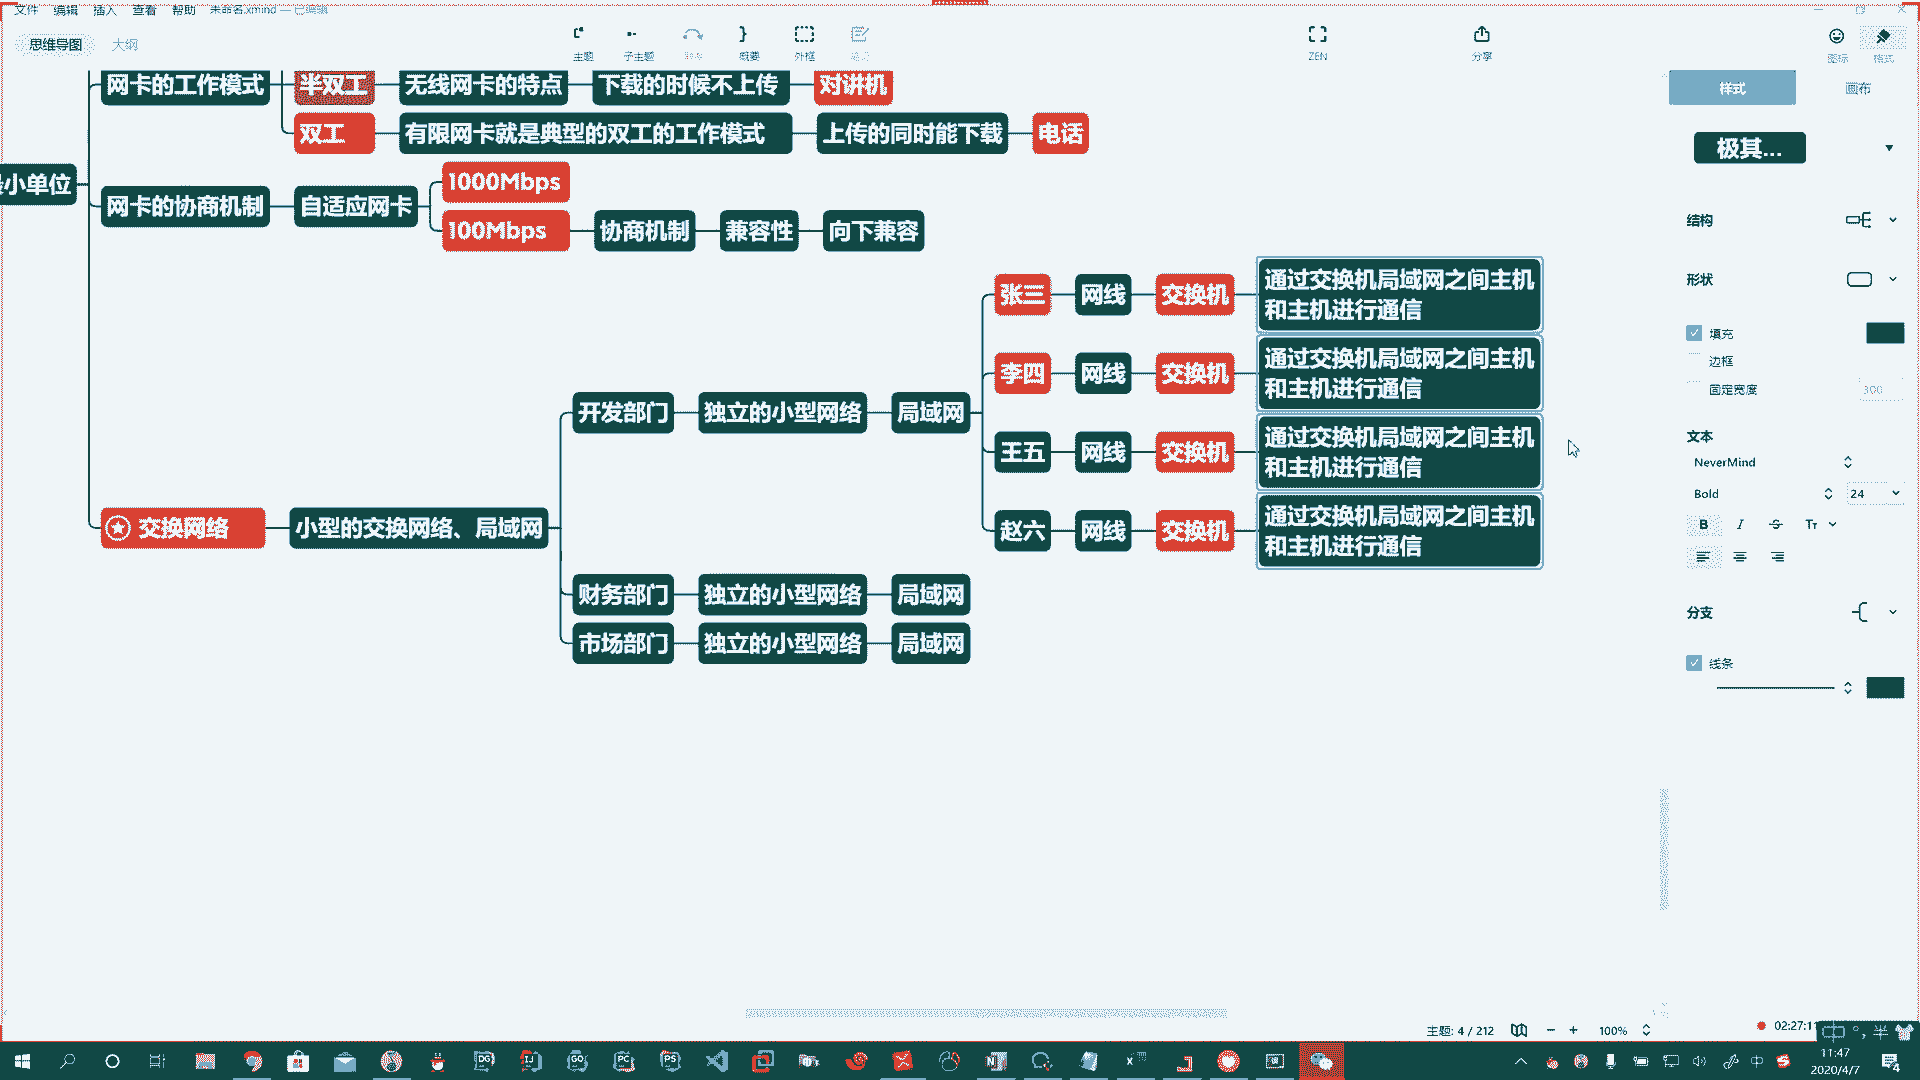 文件 编辑 插入 查看 帮助 未命名.xmind — 已编辑
思维导图 大纲
主题 子主题 概要 外框 ZEN 分享 图标 格式
样式 画布
网卡的工作模式 半双工 无线网卡的特点 下载的时候不上传 对讲机
双工 有限网卡就是典型的双工的工作模式 上传的同时能下载 电话
极其...
小单位
网卡的协商机制 自适应网卡
1000Mbps
100Mbps 协商机制 兼容性 向下兼容
结构
形状
张三 网线 交换机 通过交换机局域网之间主机
和主机进行通信
李四 网线 交换机 通过交换机局域网之间主机
和主机进行通信
王五 网线 交换机 通过交换机局域网之间主机
和主机进行通信
赵六 网线 交换机 通过交换机局域网之间主机
和主机进行通信
开发部门 独立的小型网络 局域网
交换网络 小型的交换网络、局域网
财务部门 独立的小型网络 局域网
市场部门 独立的小型网络 局域网
填充
边框
固定宽度 300
文本
NeverMind
Bold 24
B I S Tт
分支
线条
主题: 4 / 212 100% 02:27:11
DG IJ GO PC PS
中 半
11:47
2020/4/7